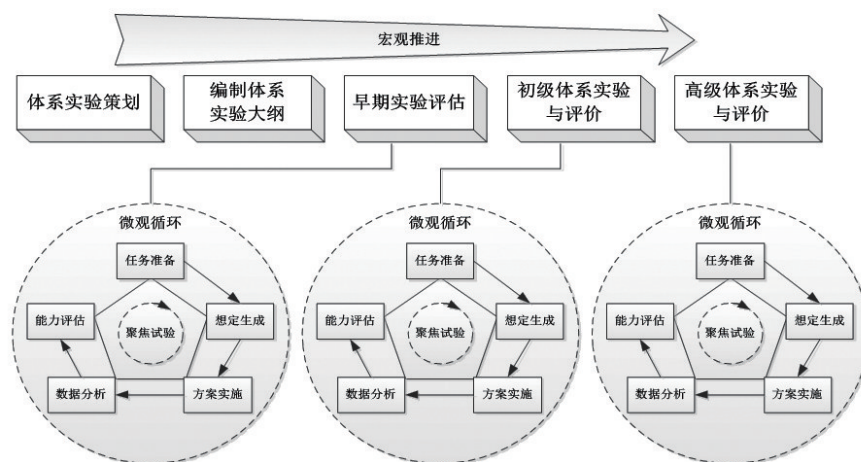 宏观推进
体系实验策划
编制体系
实验大纲
早期实验评估
初级体系实验
与评价
高级体系实验
与评价
微观循环
任务准备
想定生成
方案实施
数据分析
能力评估
聚焦试验
微观循环
任务准备
想定生成
方案实施
数据分析
能力评估
聚焦试验
微观循环
任务准备
想定生成
方案实施
数据分析
能力评估
聚焦试验